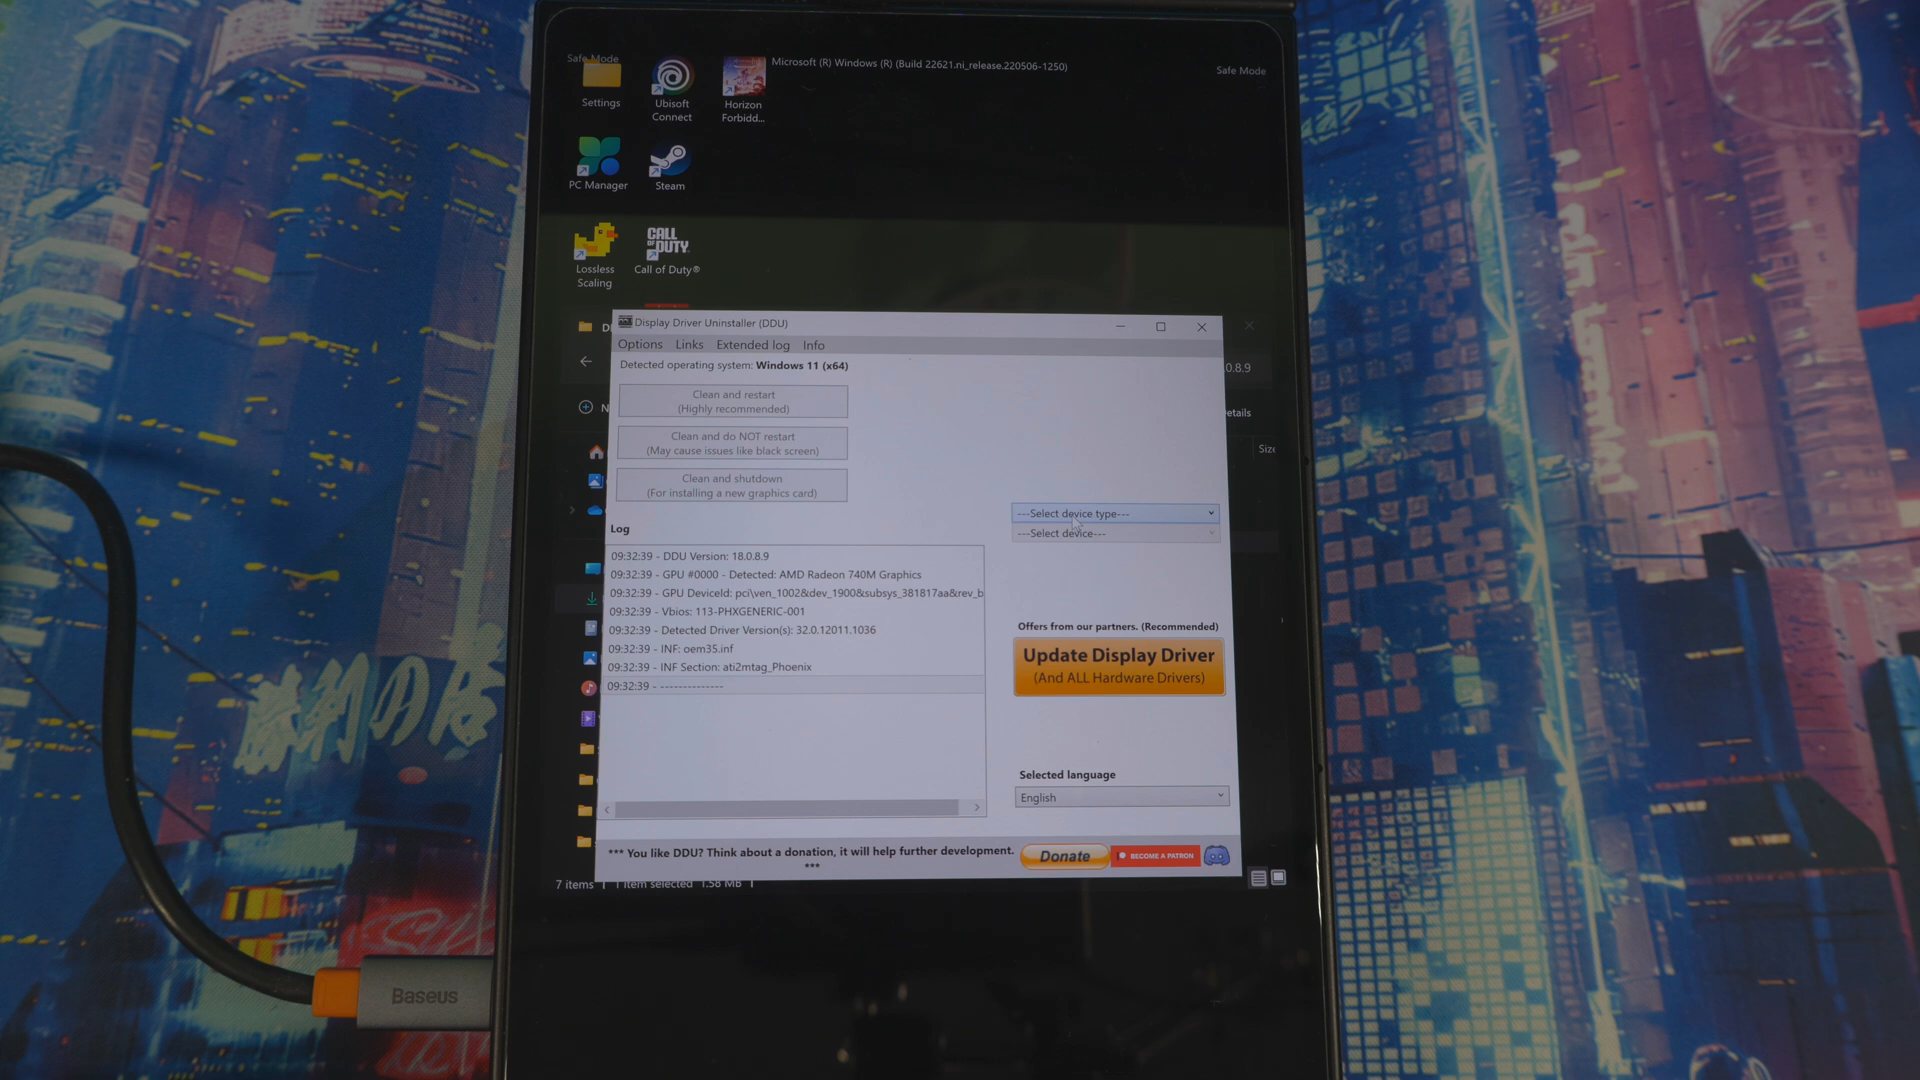 Safe Mode
Microsoft (R) Windows (R) (Build 22621.ni_release.220506-1250)
Safe Mode
Settings
Ubisoft
Connect
Horizon
Forbidd...
PC Manager
Steam
CALL
OF DUTY
Lossless
Scaling
Call of Duty®
Display Driver Uninstaller (DDU)
Options Links Extended log Info
Detected operating system: Windows 11 (x64)
0.8.9
Clean and restart
(Highly recommended)
etails
Clean and do NOT restart
(May cause issues like black screen)
Size
Clean and shutdown
(For installing a new graphics card)
---Select device type---
---Select device---
Log
09:32:39 - DDU Version: 18.0.8.9
09:32:39 - GPU #0000 - Detected: AMD Radeon 740M Graphics
09:32:39 - GPU DeviceId: pci\ven_1002&dev_1900&subsys_381817aa&rev_b
09:32:39 - Vbios: 113-PHXGENERIC-001
09:32:39 - Detected Driver Version(s): 32.0.12011.1036
09:32:39 - INF: oem35.inf
09:32:39 - INF Section: ati2mtag_Phoenix
09:32:39 - --------------
Offers from our partners. (Recommended)
Update Display Driver
(And ALL Hardware Drivers)
Selected language
English
*** You like DDU? Think about a donation, it will help further development.
***
Donate
BECOME A PATRON
7 items 1 item selected 1.58 MB
Baseus